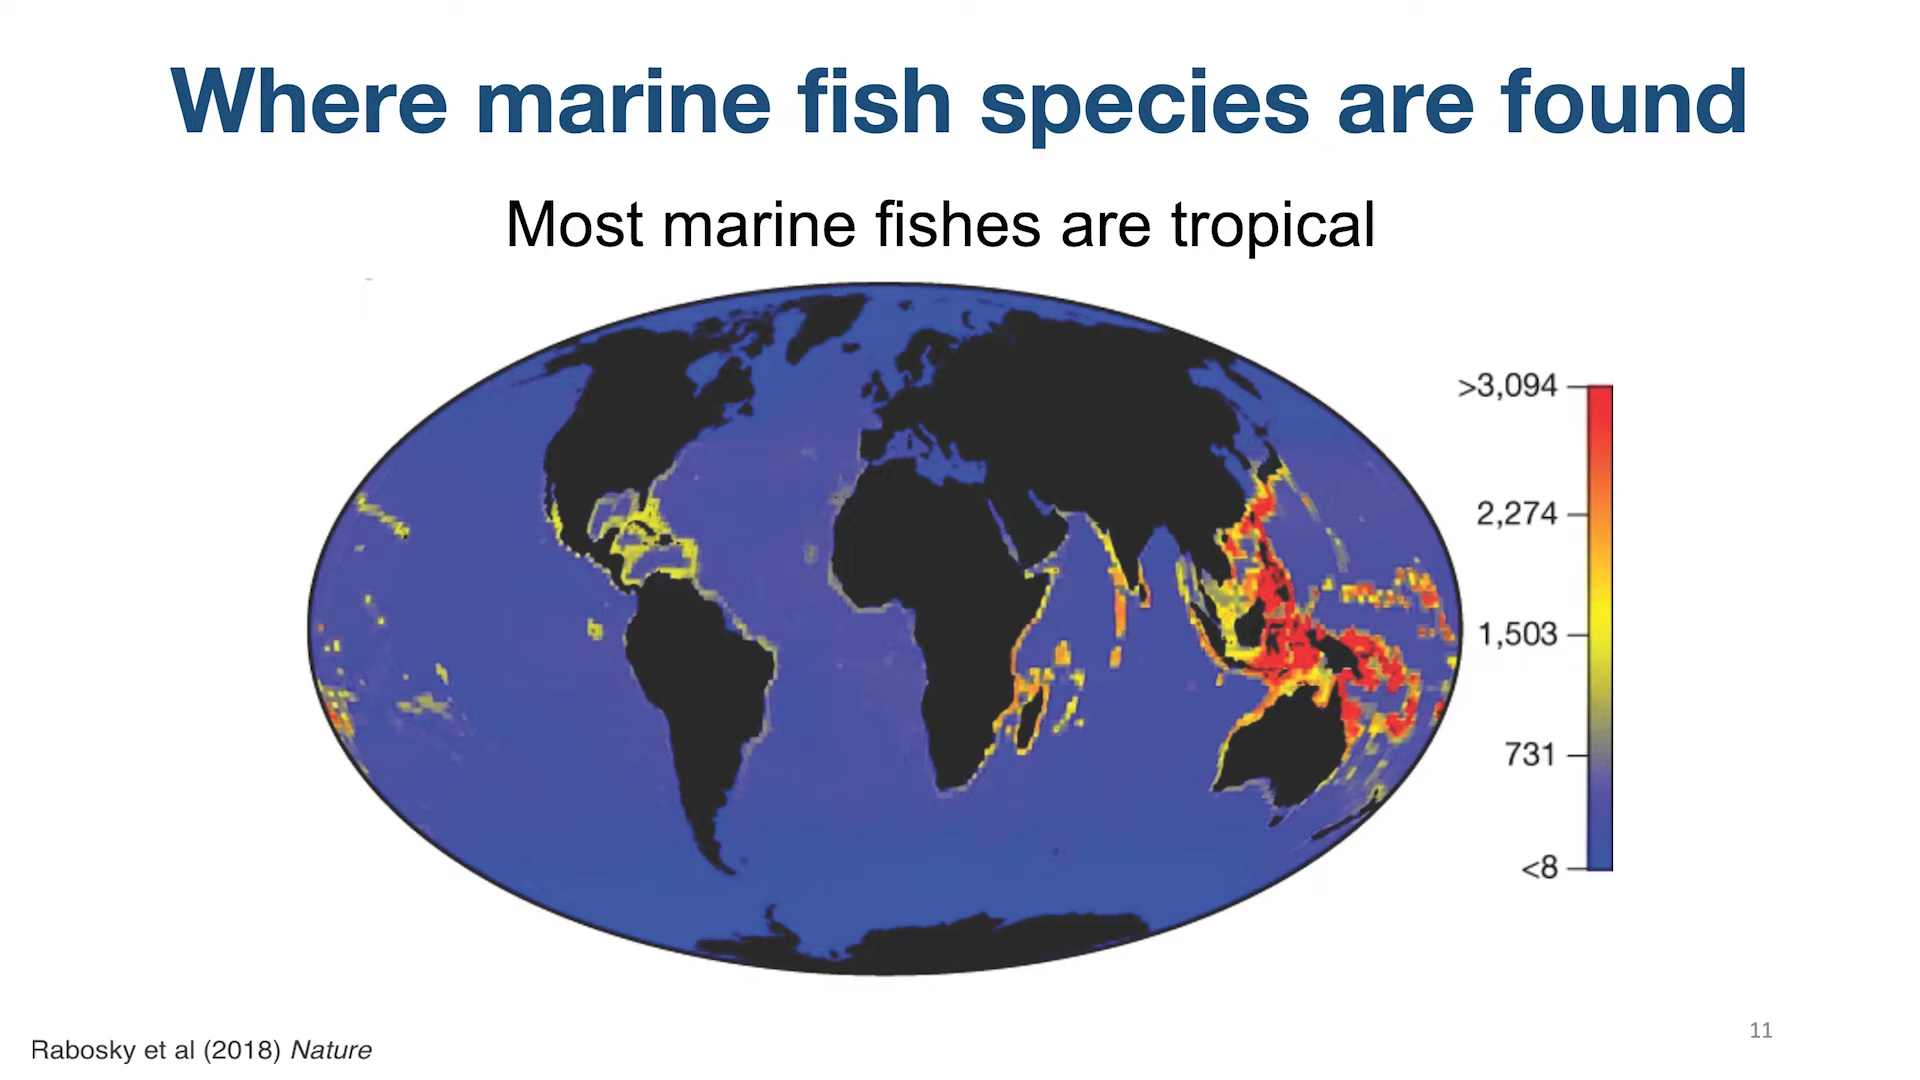 Where marine fish species are found
Most marine fishes are tropical
>3,094
2,274
1,503
731
<8
Rabosky et al (2018) Nature
11